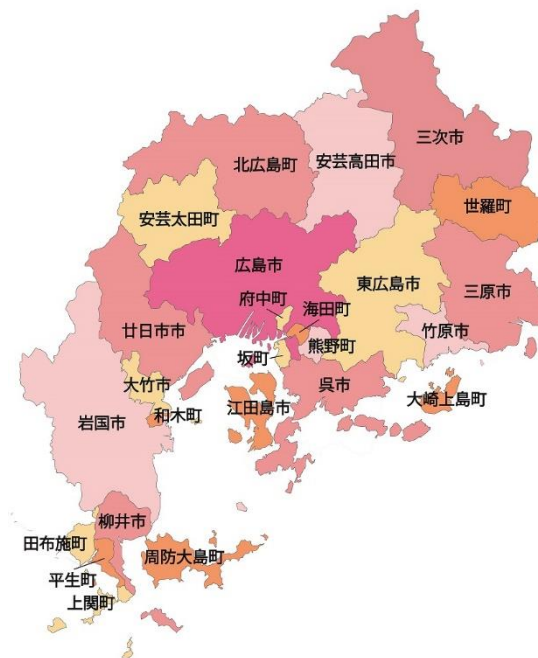 三次市
北広島町
安芸高田市
世羅町
安芸太田町
広島市
東広島市
三原市
府中町
海田町
廿日市市
竹原市
熊野町
坂町
大竹市
呉市
大崎上島町
江田島市
和木町
岩国市
柳井市
田布施町
周防大島町
平生町
上関町